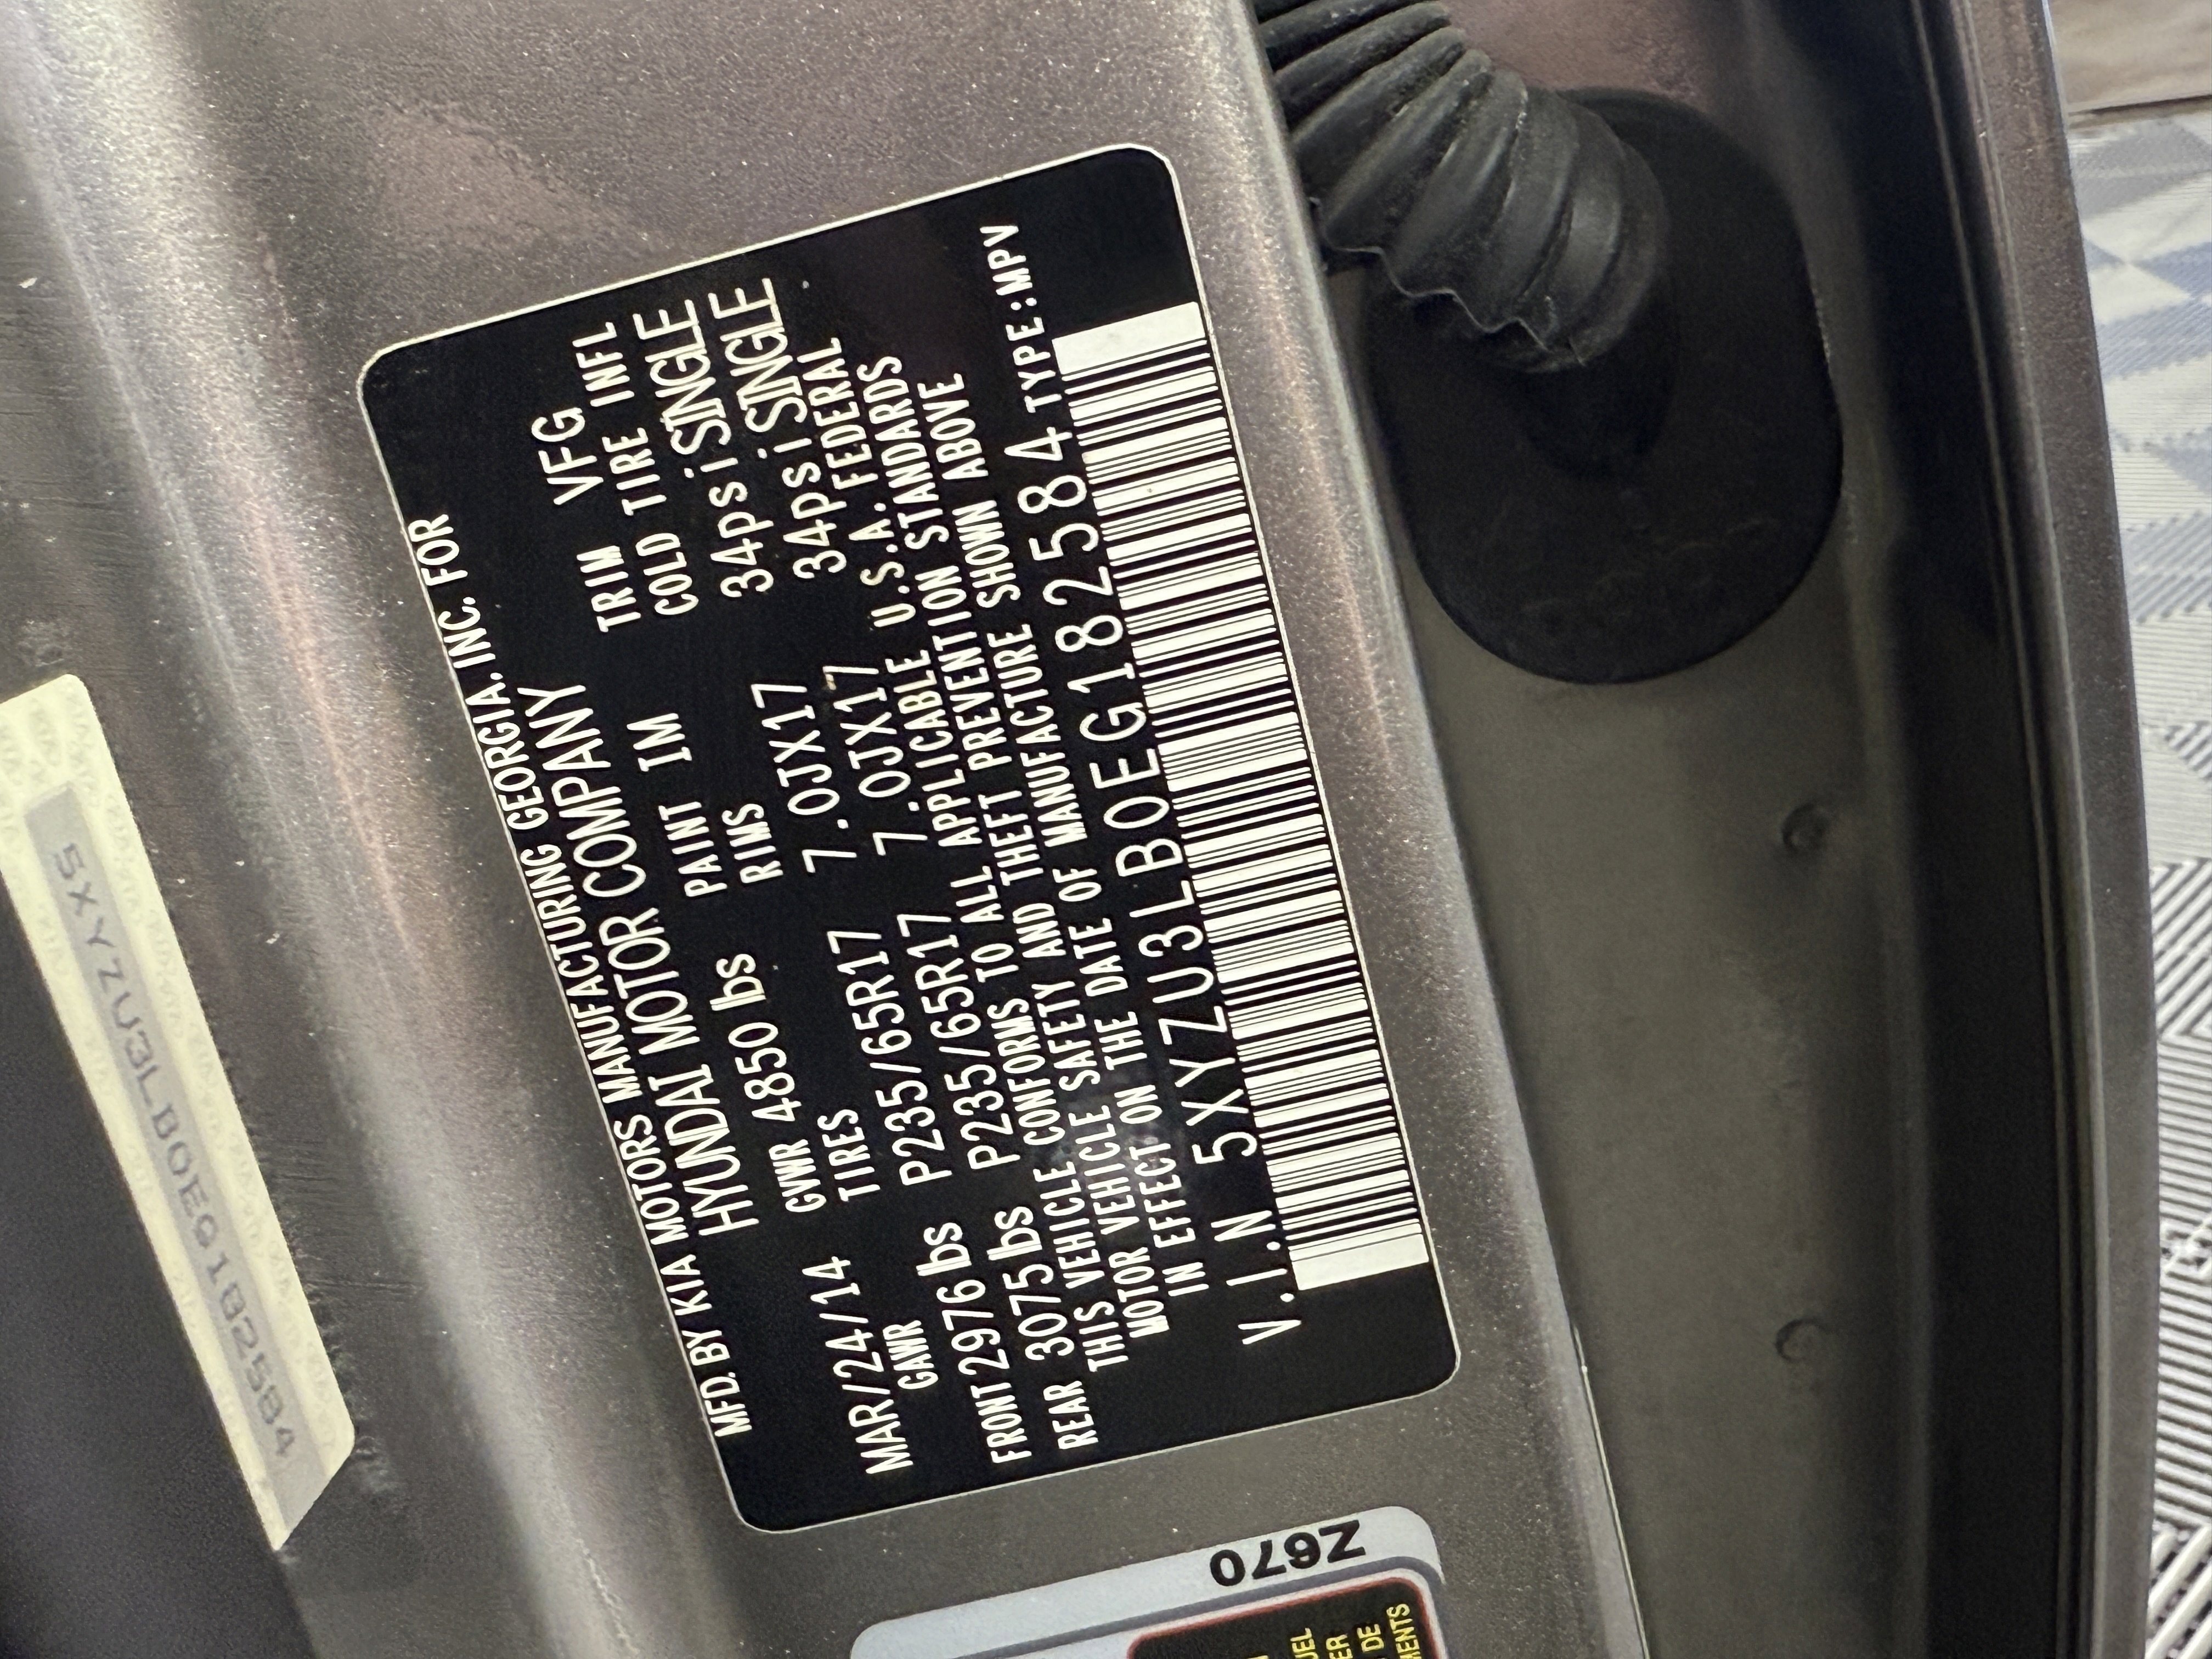 MFD. BY KIA MOTORS MANUFACTURING GEORGIA, INC. FOR
HYUNDAI MOTOR COMPANY
MAR/24/14 GVWR 4850 lbs PAINT IM TRIM VFG
GAWR TIRES RIMS COLD TIRE INFL
FRONT 2976 lbs P235/65R17 7.0JX17 34psi SINGLE
REAR 3075 lbs P235/65R17 7.0JX17 34psi SINGLE
THIS VEHICLE CONFORMS TO ALL APPLICABLE U.S.A. FEDERAL
MOTOR VEHICLE SAFETY AND THEFT PREVENTION STANDARDS
IN EFFECT ON THE DATE OF MANUFACTURE SHOWN ABOVE
V.I.N 5XYZU3LB0EG182584 TYPE:MPV
5XYZU3LB0EG182584
Z670